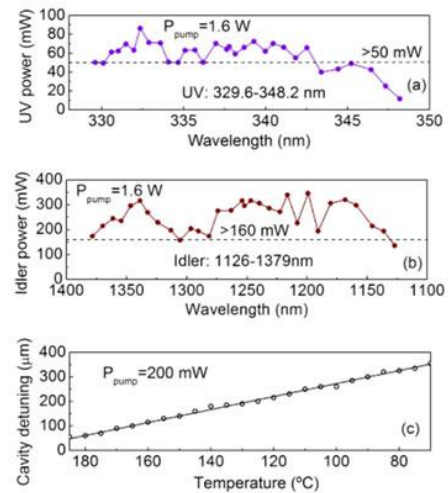 UV power (mW)
100
80
60
40
20
0
P_pump=1.6 W
>50 mW
UV: 329.6-348.2 nm
(a)
330
335
340
345
350
Wavelength (nm)
Idler power (mW)
400
300
200
100
0
P_pump=1.6 W
>160 mW
Idler: 1126-1379nm
(b)
1400
1350
1300
1250
1200
1150
1100
Wavelength (nm)
Cavity detuning (μm)
400
300
200
100
0
P_pump=200 mW
(c)
180
160
140
120
100
80
Temperature (ºC)